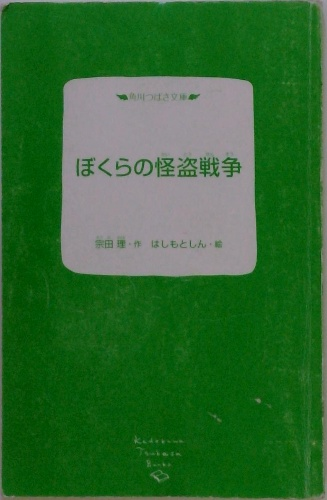 角川つばさ文庫
ぼくらの怪盗戦争
宗田 理・作 はしもとしん・絵
Kadokawa
Tsubasa
Bunko